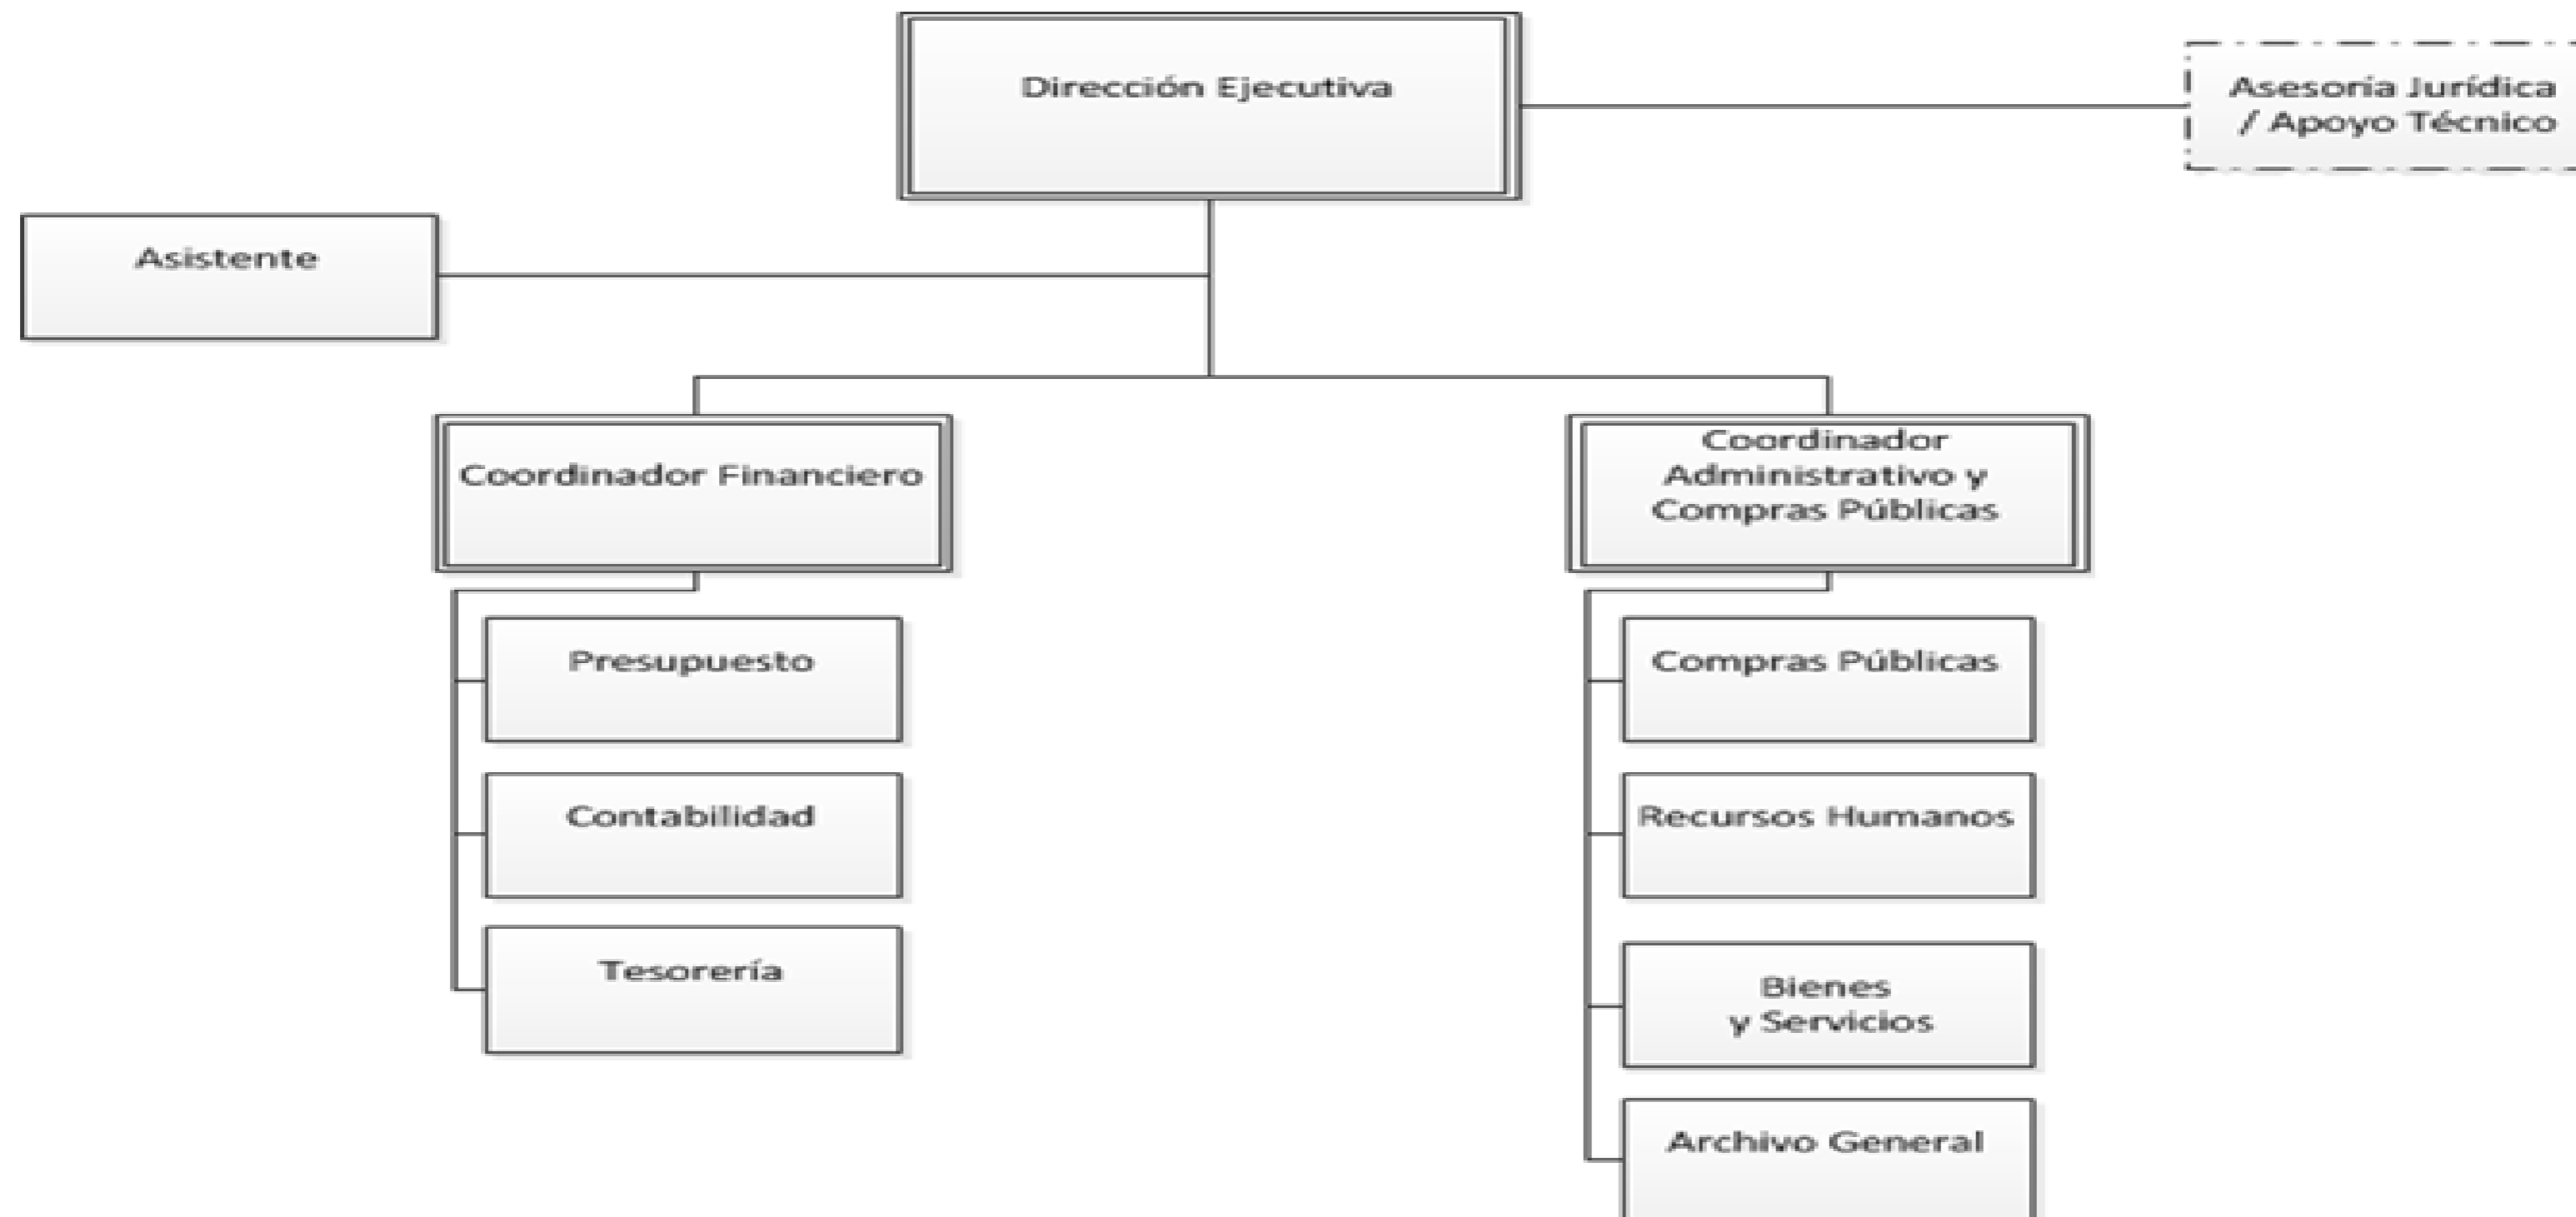 Dirección Ejecutiva
Asesoría Jurídica
/ Apoyo Técnico
Asistente
Coordinador Financiero
Coordinador
Administrativo y
Compras Públicas
Presupuesto
Contabilidad
Tesorería
Compras Públicas
Recursos Humanos
Bienes
y Servicios
Archivo General